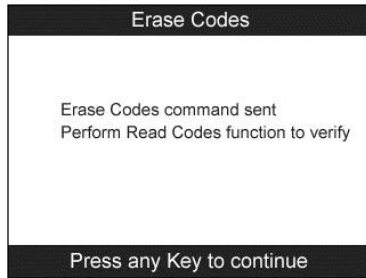 Erase Codes
Erase Codes command sent
Perform Read Codes function to verify
Press any Key to continue